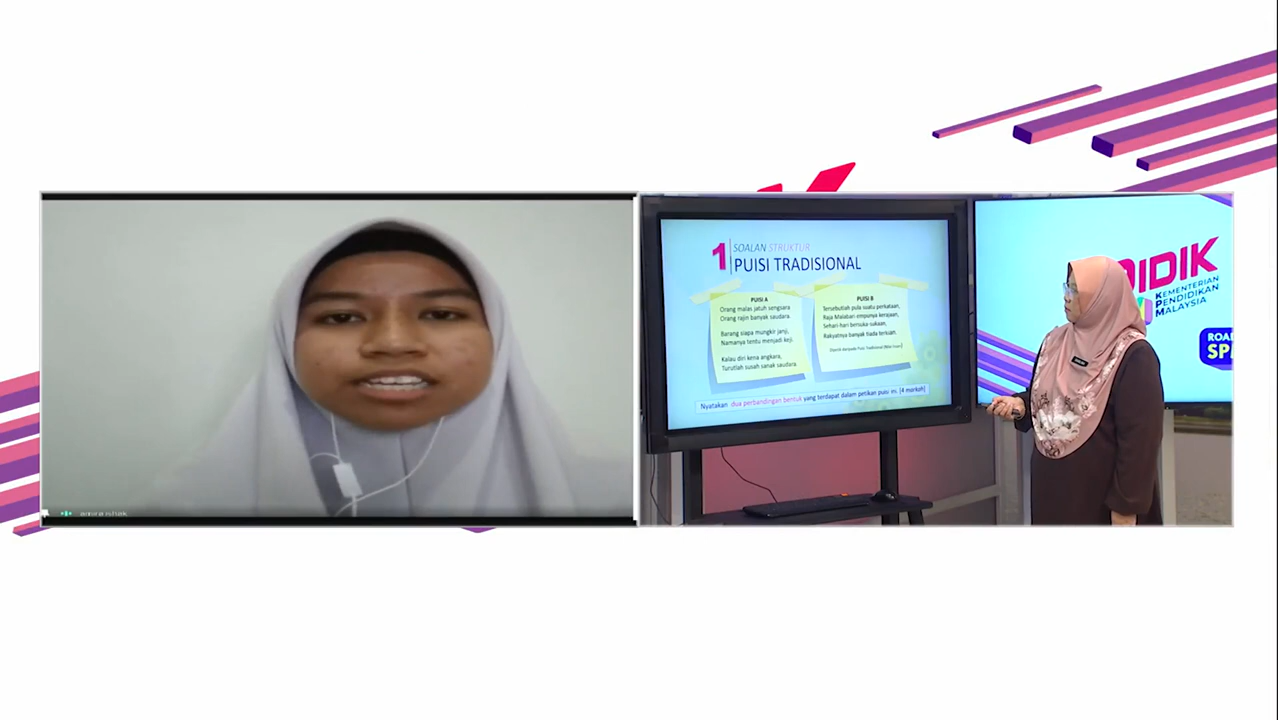 1
SOALAN STRUKTUR
PUISI TRADISIONAL
PUISI A
Orang malas jatuh sengsara
Orang rajin banyak saudara.
Barang siapa mungkir janji,
Namanya tentu menjadi keji.
Kalau diri kena angkara,
Turutlah susah sanak saudara.
PUISI B
Tersebutlah pula suatu perkataan,
Raja Malabari empunya kerajaan,
Sehari-hari bersuka-sukaan,
Rakyatnya banyak tiada terkisah.
Nyatakan dua perbandingan bentuk yang terdapat dalam petikan puisi ini. [4 markah]
DIDIK
KEMENTERIAN
PENDIDIKAN
MALAYSIA
ROA
SP